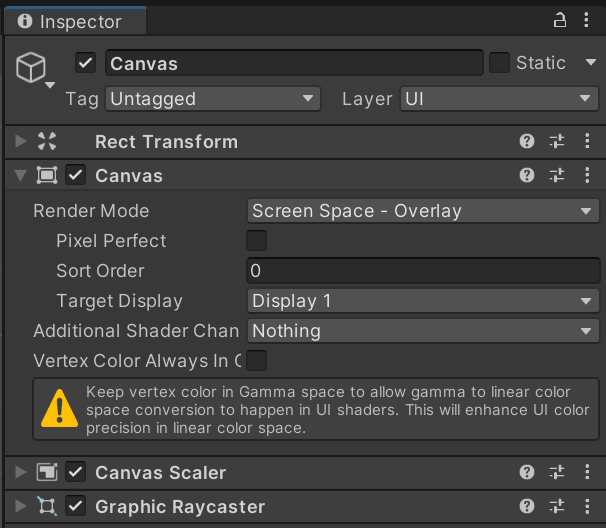 Inspector
Canvas
Static
Tag Untagged Layer UI
Rect Transform
Canvas
Render Mode Screen Space - Overlay
Pixel Perfect
Sort Order 0
Target Display Display 1
Additional Shader Chan Nothing
Vertex Color Always In
Keep vertex color in Gamma space to allow gamma to linear color
space conversion to happen in UI shaders. This will enhance UI color
precision in linear color space.
Canvas Scaler
Graphic Raycaster